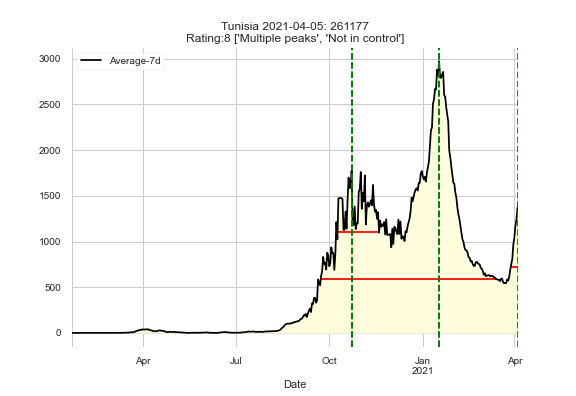 Tunisia 2021-04-05: 261177
Rating:8 ['Multiple peaks', 'Not in control']
Average-7d
3000
2500
2000
1500
1000
500
0
Apr
Jul
Oct
Jan
2021
Apr
Date